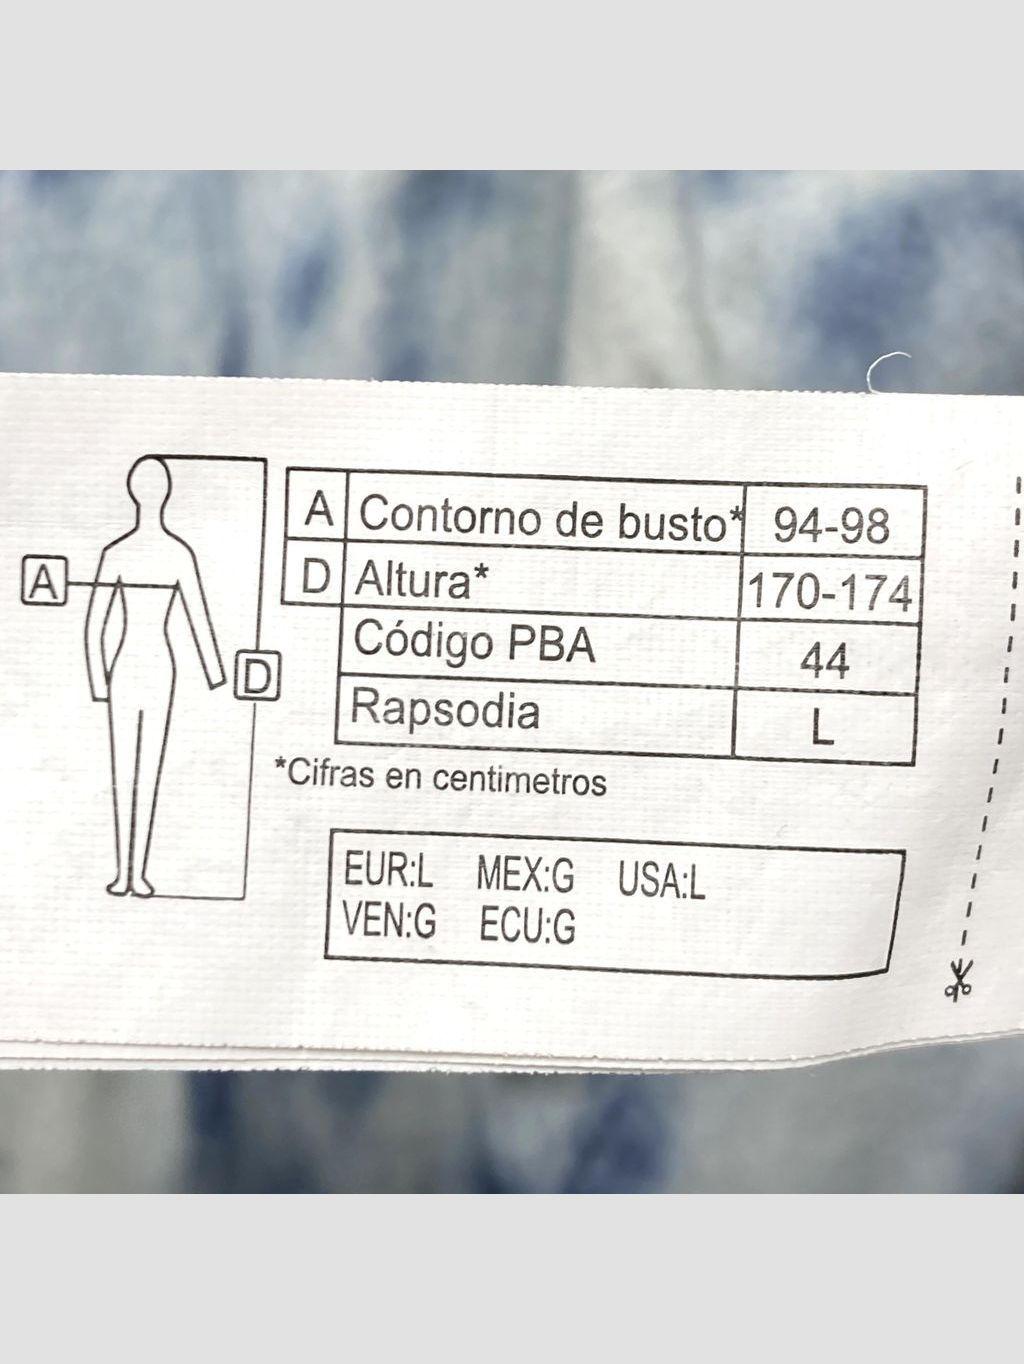 A Contorno de busto* 94-98
D Altura* 170-174
Código PBA 44
Rapsodia L
*Cifras en centimetros
A
D
EUR:L MEX:G USA:L
VEN:G ECU:G